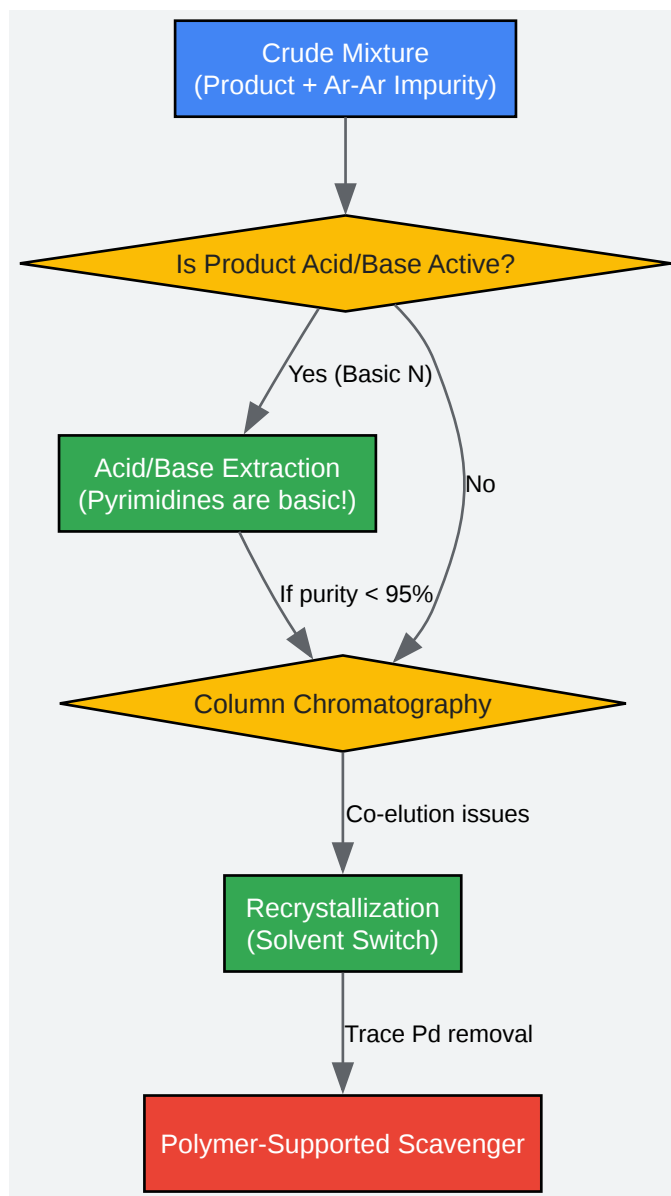 Crude Mixture
(Product + Ar-Ar Impurity)
Is Product Acid/Base Active?
Yes (Basic N)
Acid/Base Extraction
(Pyrimidines are basic!)
No
If purity < 95%
Column Chromatography
Co-elution issues
Recrystallization
(Solvent Switch)
Trace Pd removal
Polymer-Supported Scavenger